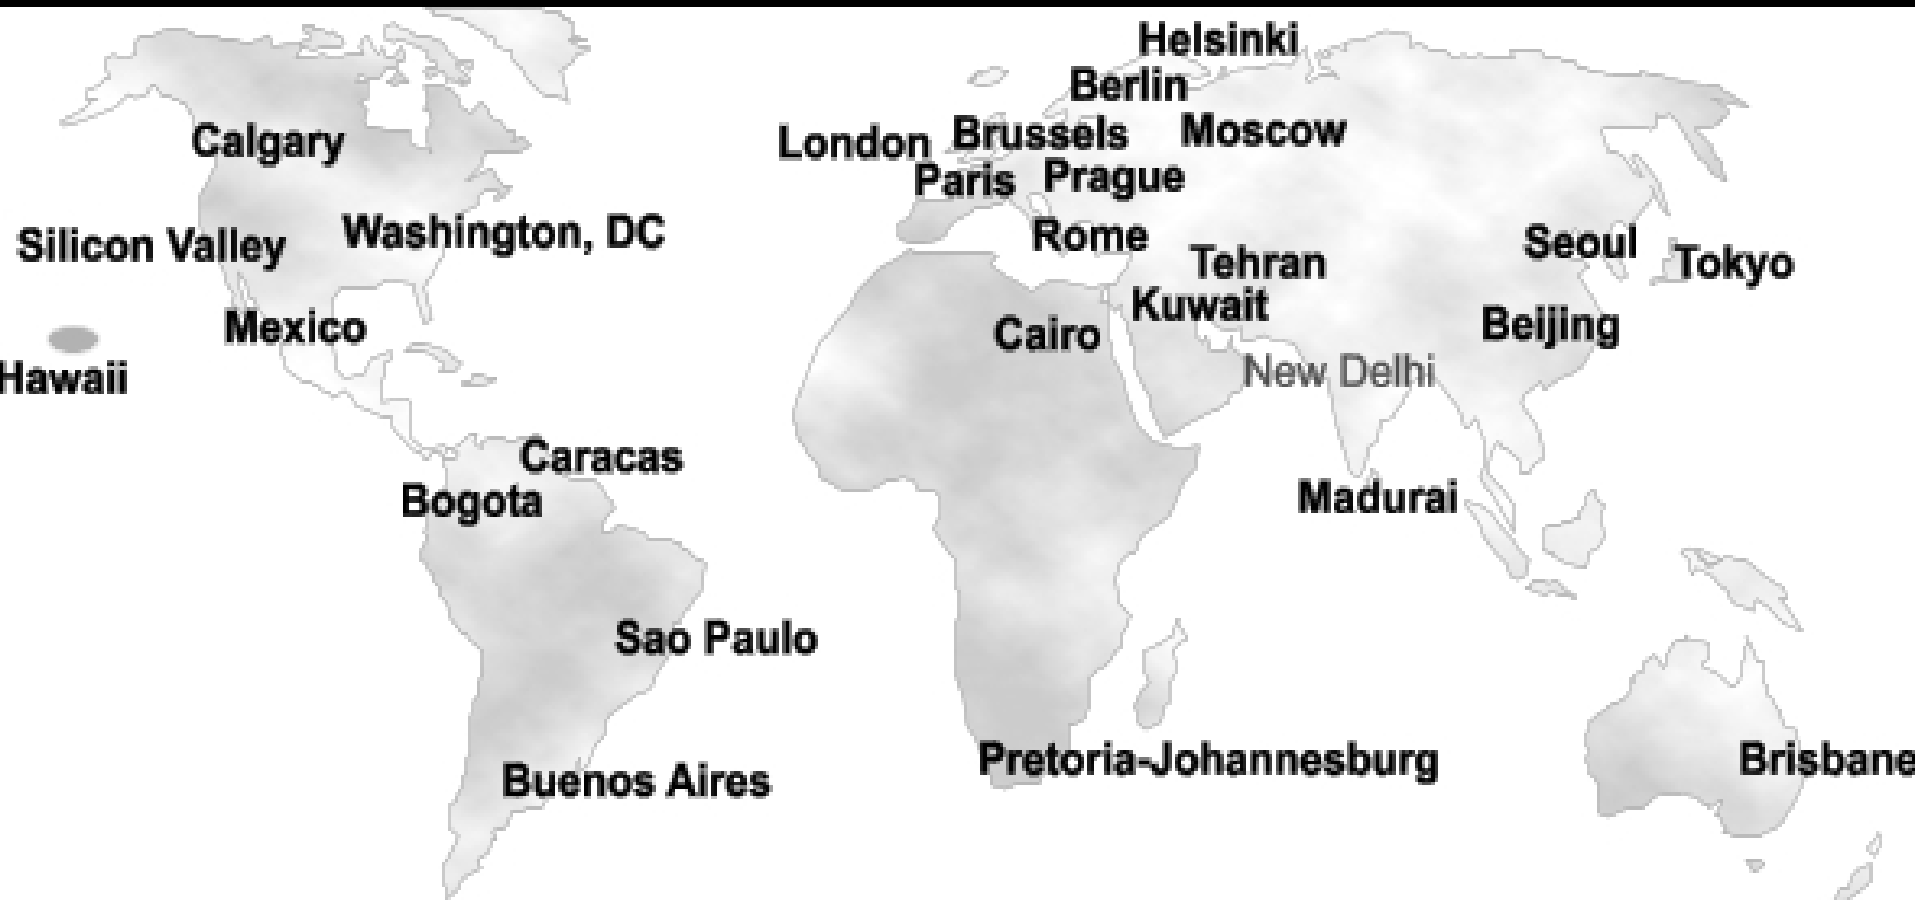 Helsinki
Berlin
Calgary
London
Brussels
Moscow
Paris
Prague
Silicon Valley
Washington, DC
Rome
Seoul
Tehran
Tokyo
Mexico
Cairo
Kuwait
Beijing
Hawaii
New Delhi
Caracas
Bogota
Madurai
Sao Paulo
Buenos Aires
Pretoria-Johannesburg
Brisbane